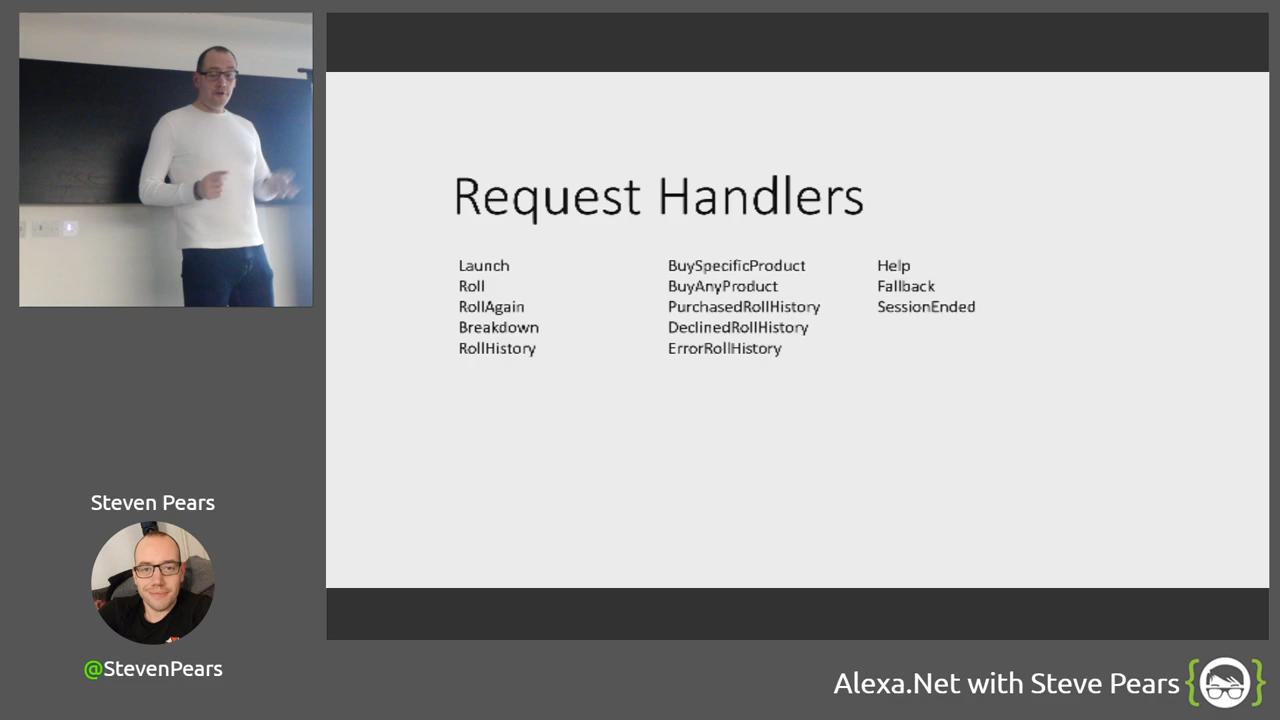 Request Handlers
Launch
Roll
RollAgain
Breakdown
RollHistory
BuySpecificProduct
BuyAnyProduct
PurchasedRollHistory
DeclinedRollHistory
ErrorRollHistory
Help
Fallback
SessionEnded
Steven Pears
@StevenPears
Alexa.Net with Steve Pears